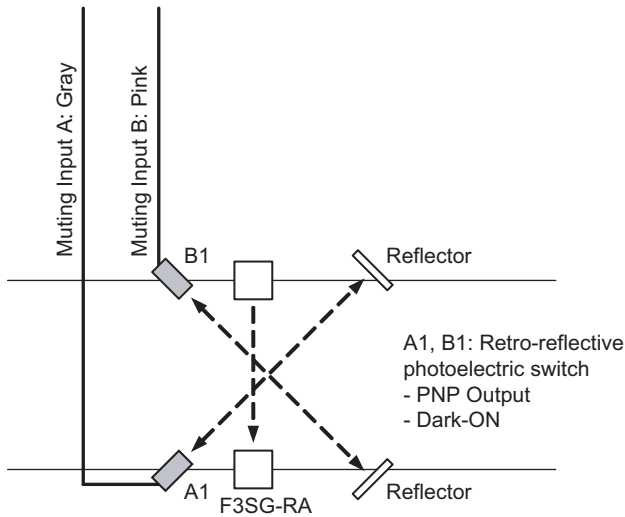 Muting Input A: Gray
Muting Input B: Pink
B1
Reflector
A1, B1: Retro-reflective
photoelectric switch
- PNP Output
- Dark-ON
A1
F3SG-RA
Reflector